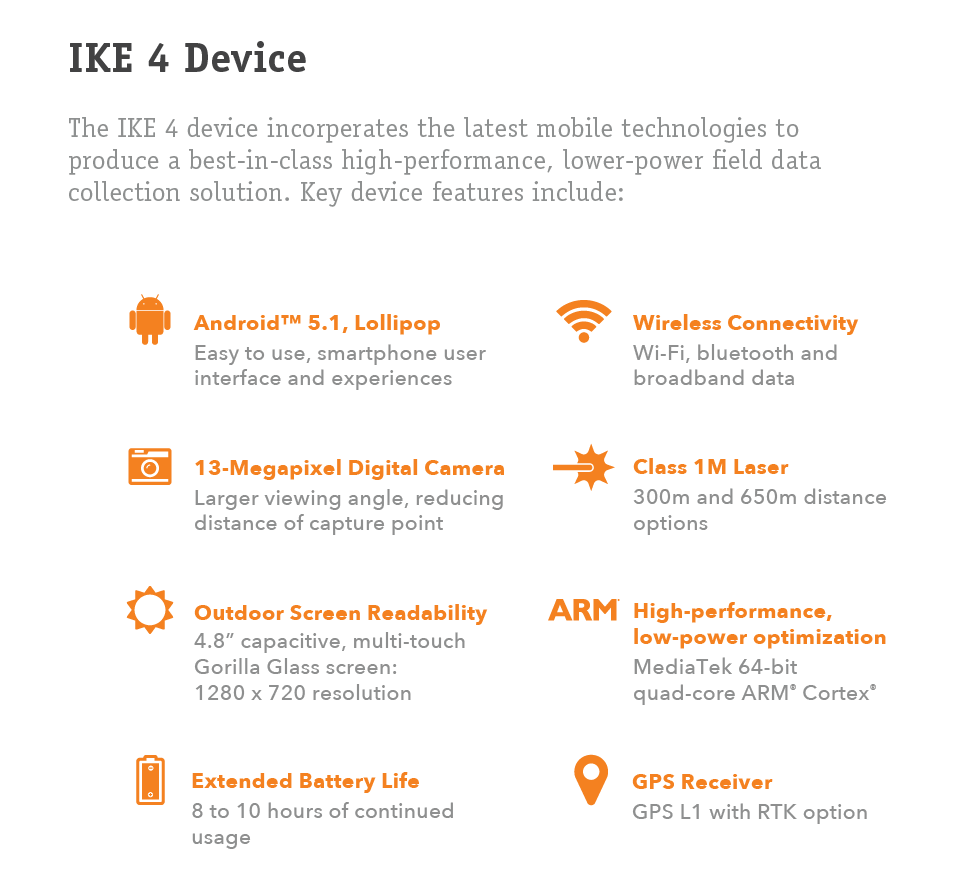 IKE 4 Device
The IKE 4 device incorperates the latest mobile technologies to
produce a best-in-class high-performance, lower-power field data
collection solution. Key device features include:
Android™ 5.1, Lollipop
Easy to use, smartphone user
interface and experiences
Wireless Connectivity
Wi-Fi, bluetooth and
broadband data
13-Megapixel Digital Camera
Larger viewing angle, reducing
distance of capture point
Class 1M Laser
300m and 650m distance
options
Outdoor Screen Readability
4.8” capacitive, multi-touch
Gorilla Glass screen:
1280 x 720 resolution
ARM®
High-performance,
low-power optimization
MediaTek 64-bit
quad-core ARM® Cortex®
Extended Battery Life
8 to 10 hours of continued
usage
GPS Receiver
GPS L1 with RTK option